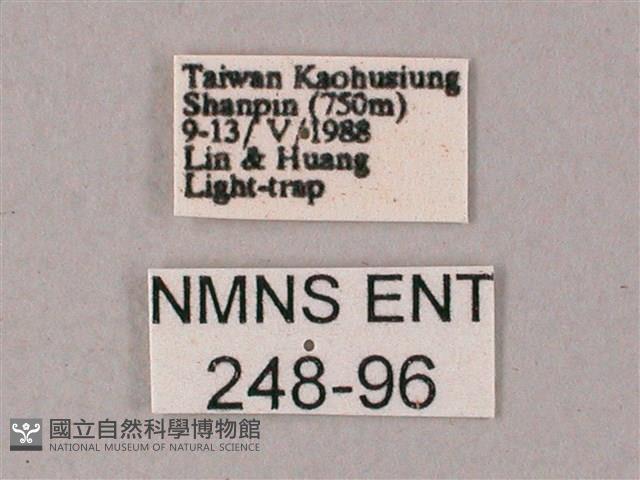 Taiwan Kaohusiung
Shanpin (750m)
9-13/ V/ 1988
Lin & Huang
Light-trap
NMNS ENT
248-96
國立自然科學博物館
NATIONAL MUSEUM OF NATURAL SCIENCE